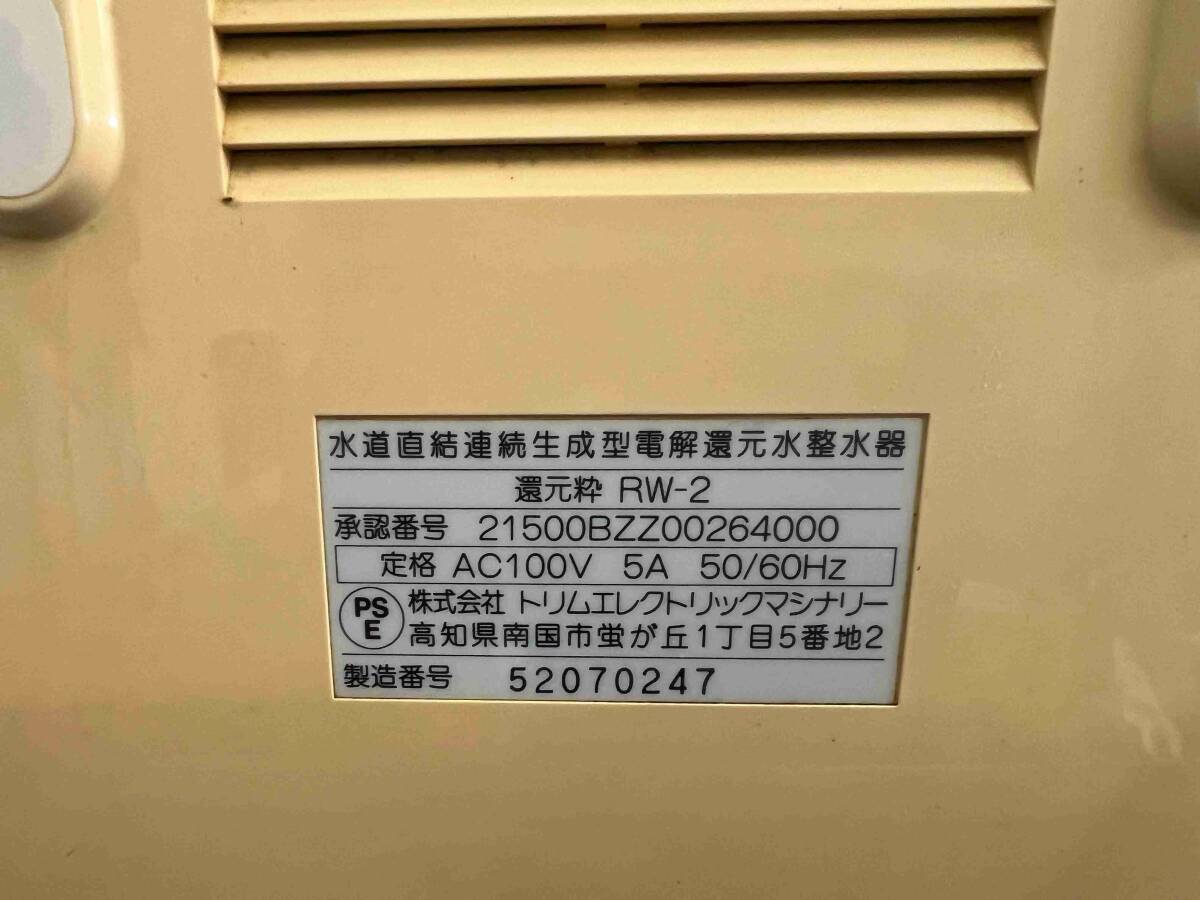 水道直結連続生成型電解還元水整水器
還元粋 RW-2
承認番号 21500BZZ00264000
定格 AC100V 5A 50/60Hz
PS
E
株式会社 トリムエレクトリックマシナリー
高知県南国市蛍が丘1丁目5番地2
製造番号 52070247